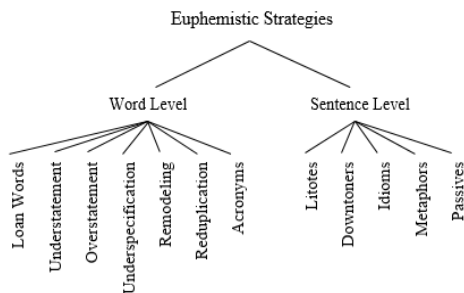 Euphemistic Strategies
Word Level
Sentence Level
Loan Words
Understatement
Overstatement
Underspecification
Remodeling
Reduplication
Acronyms
Litotes
Downtoners
Idioms
Metaphors
Passives